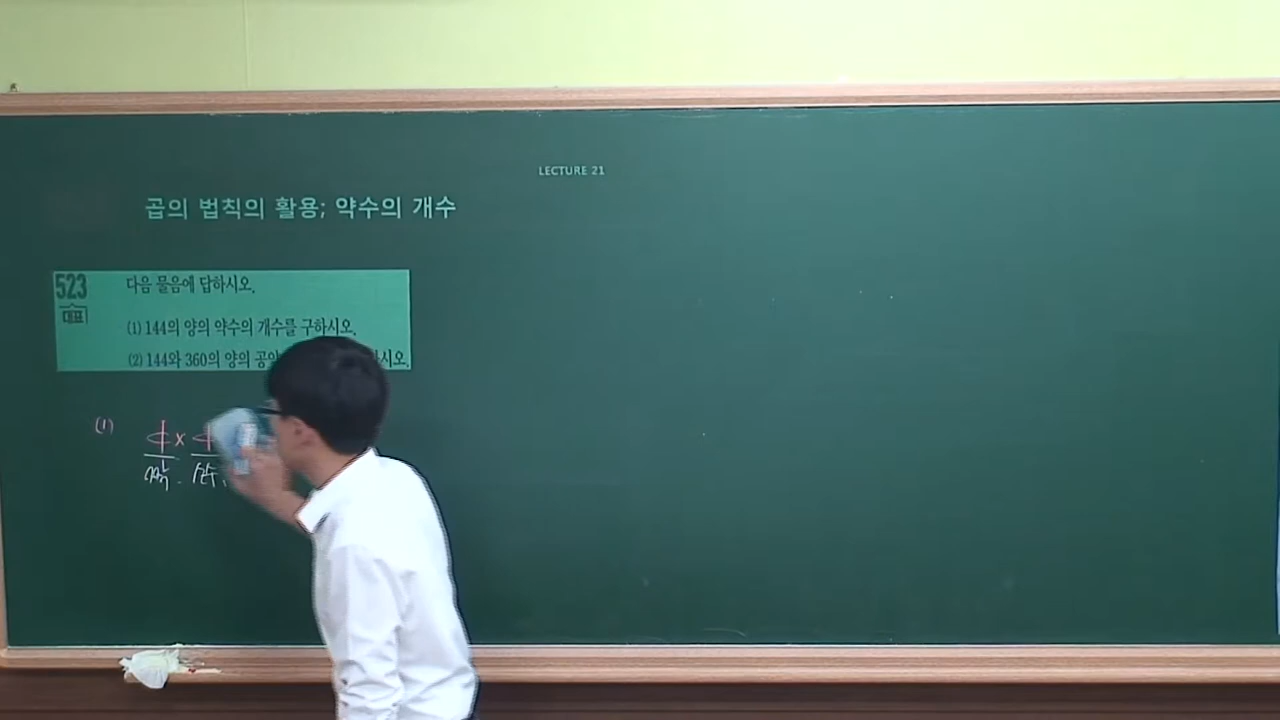 LECTURE 21
곱의 법칙의 활용; 약수의 개수
523
대표
다음 물음에 답하시오.
(1) 144의 양의 약수의 개수를 구하시오.
(2) 144와 360의 양의 시오.
(1)
×